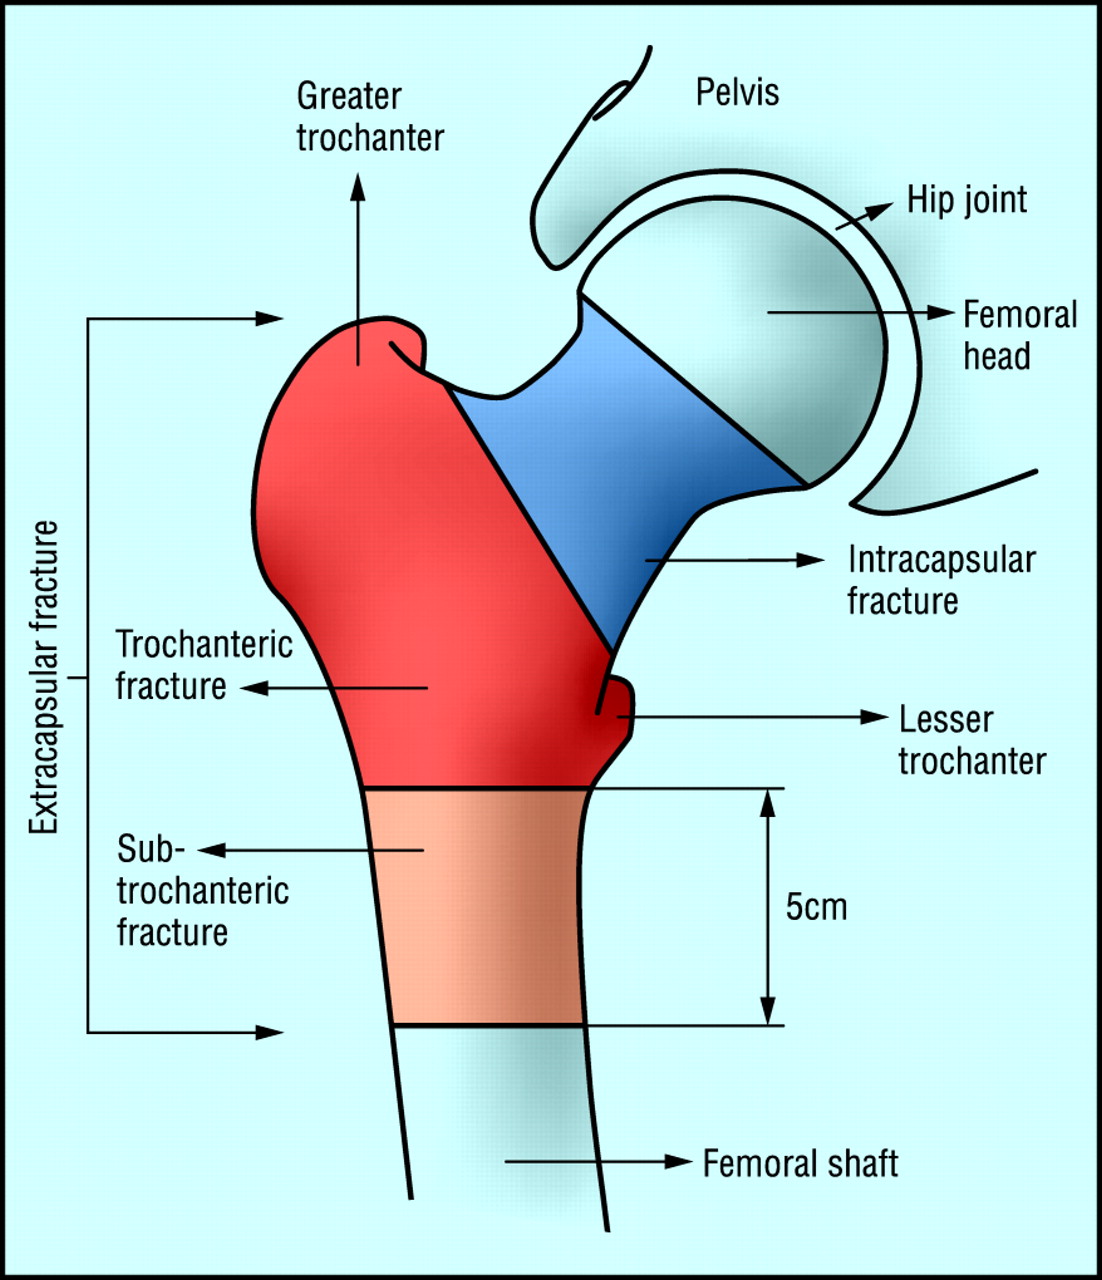 Greater
trochanter
Pelvis
Hip joint
Femoral
head
Extracapsular fracture
Intracapsular
fracture
Trochanteric
fracture
Lesser
trochanter
Sub-
trochanteric
fracture
5cm
Femoral shaft